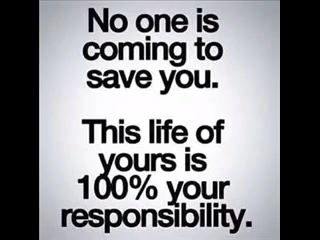 No one is
coming to
save you.
This life of
yours is
100% your
responsibility.